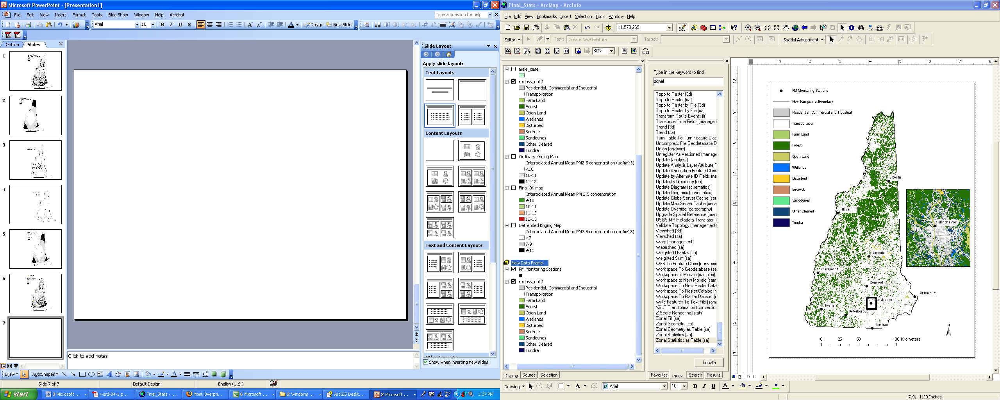 Microsoft PowerPoint - [Presentation1]
File Edit View Insert Format Tools Slide Show Window Help Acrobat
Type a question for help
Arial 18 B I U S Design New Slide
Outline Slides
1
2
3
4
5
6
7
Slide Layout
Apply slide layout:
Text Layouts
Content Layouts
Text and Content Layouts
Show when inserting new slides
Click to add notes
Draw AutoShapes
Slide 7 of 7 Default Design English (U.S.)
start 3 Microsoft ... r-ard-04-1.p... Final_Stats - ... Most Overpri... 6 Microsoft ... 2 Windows ... ArcGIS Deskt... 2 Microsoft ... 1:37 PM
Final_Stats - ArcMap - ArcInfo
File Edit View Bookmarks Insert Selection Tools Window Help
1:1,578,269
Editor Task: Create New Feature Target: Spatial Adjustment
80%
male_case
reclass_nhlc1
Residential, Commercial and Industrial
Transportation
Farm Land
Forest
Open Land
Wetlands
Disturbed
Bedrock
Sanddunes
Other Cleared
Tundra
Ordinary Kriging Map
Interpolated Annual Mean PM2.5 concentration (ug/m^3)
<10
10-11
11-12
Final OK map
Interpolated Annual Mean PM 2.5 concentration
9-10
10-11
11-12
12-13
Detrended Kriging Map
Interpolated Annual Mean PM2.5 concentration (ug/m^3)
<7
7-9
9-11
New Data Frame
PM Monitoring Stations
reclass_nhlc1
Residential, Commercial and Industrial
Transportation
Farm Land
Forest
Open Land
Wetlands
Disturbed
Bedrock
Sanddunes
Other Cleared
Tundra
Display Source Selection
Type in the keyword to find:
zonal
Topo to Raster (3d)
Topo to Raster (sa)
Topo to Raster by File (3d)
Topo to Raster by File (sa)
Transform Route Events (lr)
Transpose Time Fields (managen
Trend (3d)
Trend (sa)
Turn Table To Turn Feature Clas
Uncompress File Geodatabase D
Union (analysis)
Unregister As Versioned (manage
Update (analysis)
Update Analysis Layer Attribute F
Update Annotation Feature Class
Update by Alternate ID Fields (na
Update by Geometry (na)
Update Diagram (schematics)
Update Diagrams (schematics)
Update Globe Server Cache (ser
Update Map Server Cache (serve
Update Override (cartography)
Upgrade Spatial Reference (man
USGS MP Metadata Translator (
Validate Topology (management)
Viewshed (3d)
Viewshed (sa)
Warp (management)
Watershed (sa)
Weighted Overlay (sa)
Weighted Sum (sa)
WFS To Feature Class (conversi
Workspace To Geodatabase (sa
Workspace to Mosaic (samples)
Workspace to New Mosaic (sam
Workspace To New Raster Cata
Workspace To Raster Catalog (n
Workspace To Raster Dataset (n
Write Features To Text File (samp
XSLT Transformation (conversion
Z Score Rendering (stats)
Zonal Fill (sa)
Zonal Geometry (sa)
Zonal Geometry as Table (sa)
Zonal Statistics (sa)
Zonal Statistics as Table (sa)
Locate
Favorites Index Search Results
1 2 3 4 5 6 7 8
10
9
8
7
6
5
4
3
2
1
PM Monitoring Stations
New Hampshire Boundary
Residential, Commercial and Industrial
Transportation
Farm Land
Forest
Open Land
Wetlands
Disturbed
Bedrock
Sanddunes
Other Cleared
Tundra
Berlin
Haverhill
Manchester
Laconia
Claremont
Concord
Portsmouth
anchester
Keene
Peterborough
Nashua
N
0 25 50 100 Kilometers
Drawing A Arial 10 B I U A
7.91 1.20 Inches